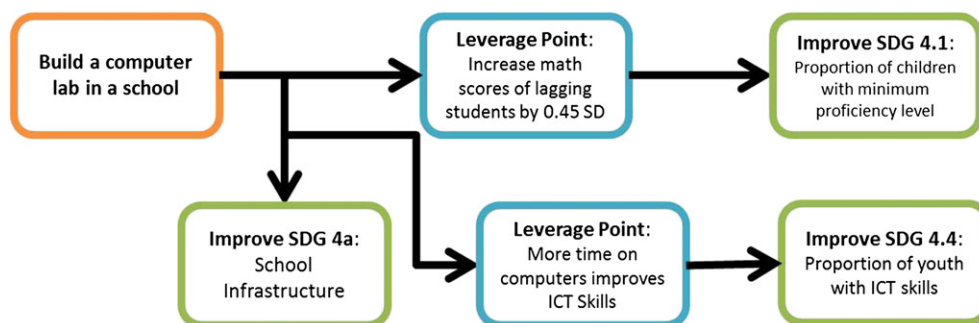 Build a computer
lab in a school
Leverage Point:
Increase math
scores of lagging
students by 0.45 SD
Improve SDG 4.1:
Proportion of children
with minimum
proficiency level
Improve SDG 4a:
School
Infrastructure
Leverage Point:
More time on
computers improves
ICT Skills
Improve SDG 4.4:
Proportion of youth
with ICT skills